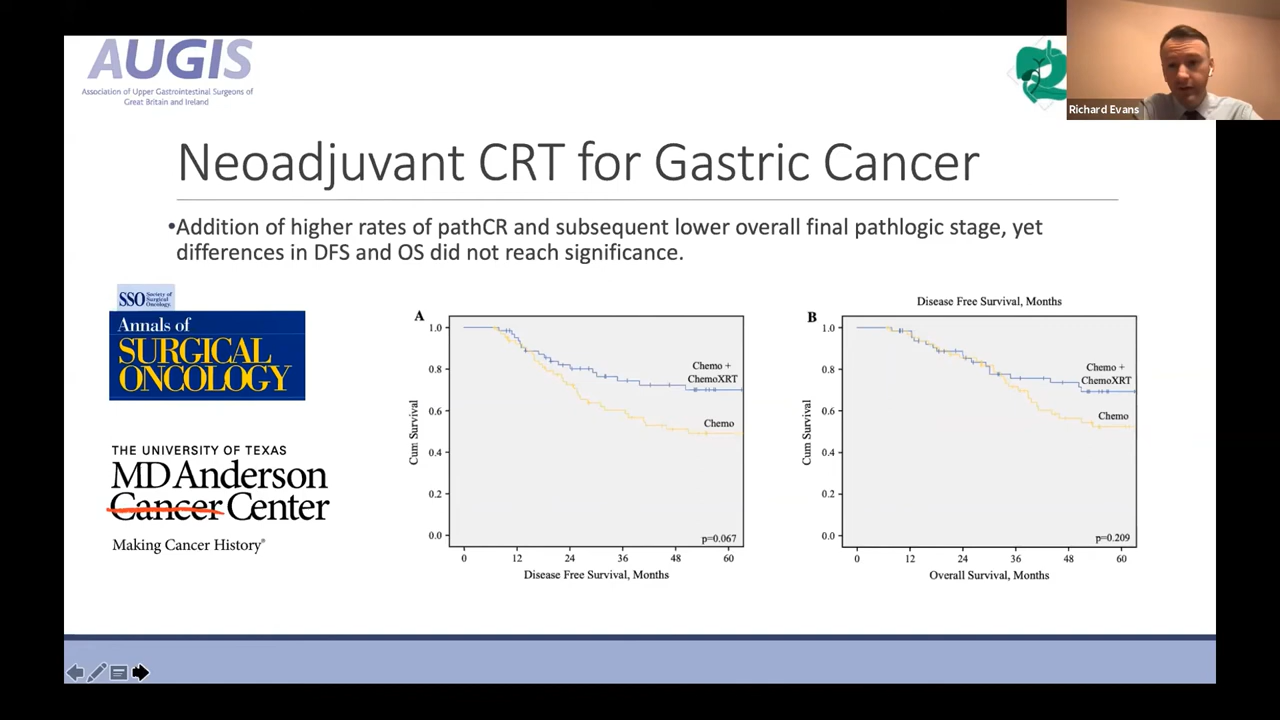 AUGIS
Association of Upper Gastrointestinal Surgeons of
Great Britain and Ireland
Richard Evans
Neoadjuvant CRT for Gastric Cancer
•Addition of higher rates of pathCR and subsequent lower overall final pathlogic stage, yet
differences in DFS and OS did not reach significance.
SSO Society of
Surgical
Oncology
Annals of
SURGICAL
ONCOLOGY
THE UNIVERSITY OF TEXAS
MD Anderson
Cancer Center
Making Cancer History®
A
1.0
0.8
0.6
0.4
0.2
0.0
Cum Survival
Chemo +
ChemoXRT
Chemo
p=0.067
0 12 24 36 48 60
Disease Free Survival, Months
Disease Free Survival, Months
B
1.0
0.8
0.6
0.4
0.2
0.0
Cum Survival
Chemo +
ChemoXRT
Chemo
p=0.209
0 12 24 36 48 60
Overall Survival, Months